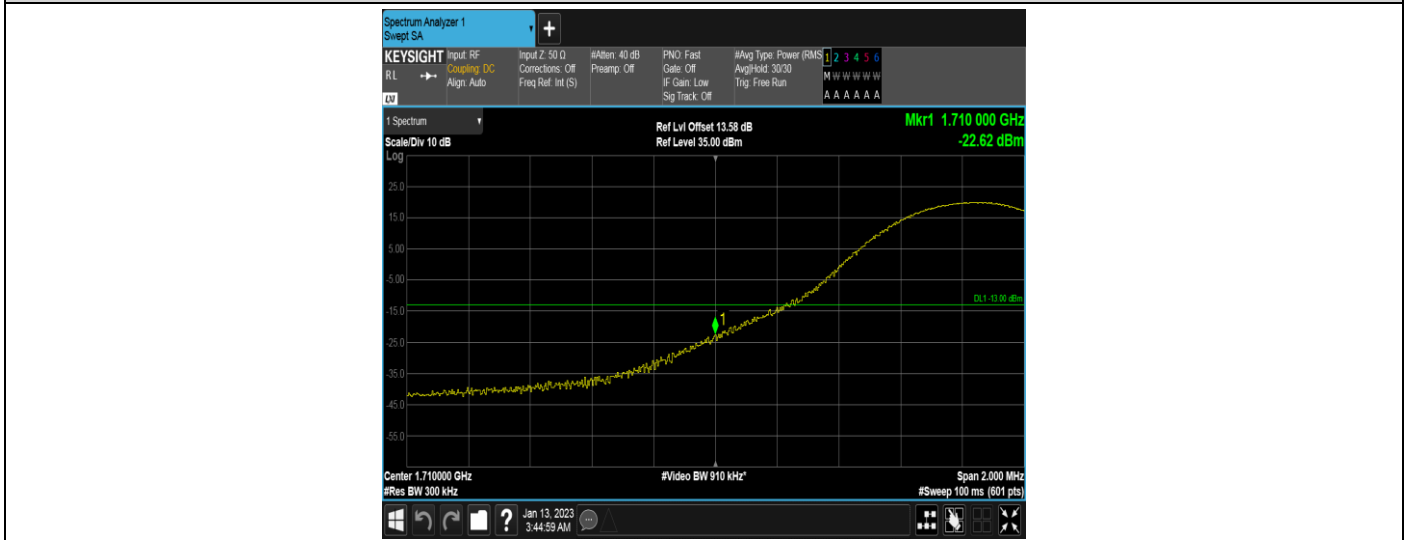 Spectrum Analyzer 1
Swept SA
+
KEYSIGHT Input: RF Input Z: 50 Ω #Atten: 40 dB PNO: Fast #Avg Type: Power (RMS 1 2 3 4 5 6
RL Coupling: DC Corrections: Off Preamp: Off Gate: Off Avg|Hold: 30/30 M W W W W W
Align: Auto Freq Ref: Int (S) IF Gain: Low Trig: Free Run
Sig Track: Off A A A A A A
LXI
1 Spectrum Ref Lvl Offset 13.58 dB Mkr1 1.710 000 GHz
Scale/Div 10 dB Ref Level 35.00 dBm -22.62 dBm
Log
25.0
15.0
5.00
-5.00
DL1 -13.00 dBm
-15.0
1
-25.0
-35.0
-45.0
-55.0
Center 1.710000 GHz #Video BW 910 kHz* Span 2.000 MHz
#Res BW 300 kHz #Sweep 100 ms (601 pts)
? Jan 13, 2023
3:44:59 AM